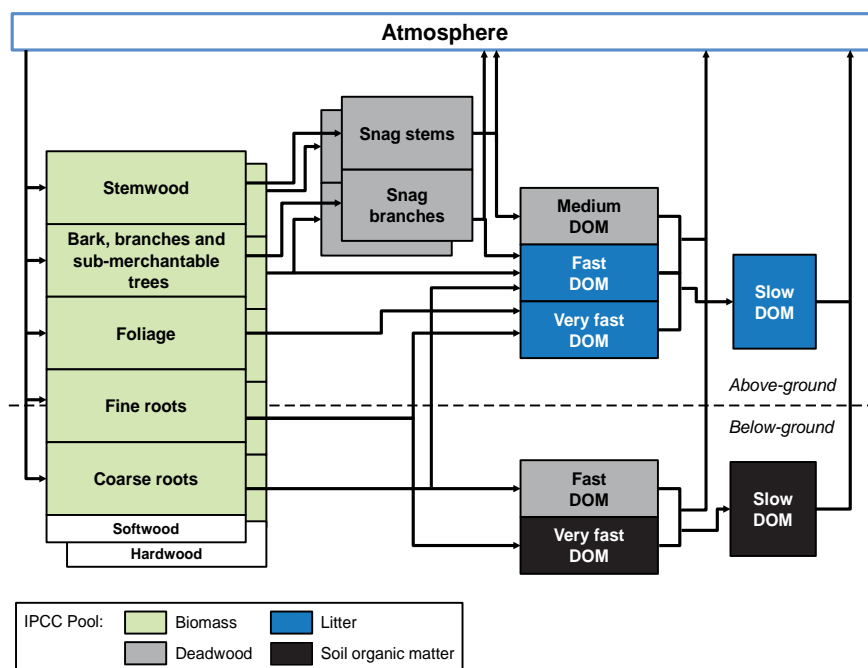 Atmosphere
Snag stems
Snag
branches
Stemwood
Bark, branches and
sub-merchantable
trees
Foliage
Fine roots
Coarse roots
Softwood
Hardwood
Medium
DOM
Fast
DOM
Very fast
DOM
Slow
DOM
Above-ground
Below-ground
Fast
DOM
Very fast
DOM
Slow
DOM
IPCC Pool:
Biomass
Litter
Deadwood
Soil organic matter